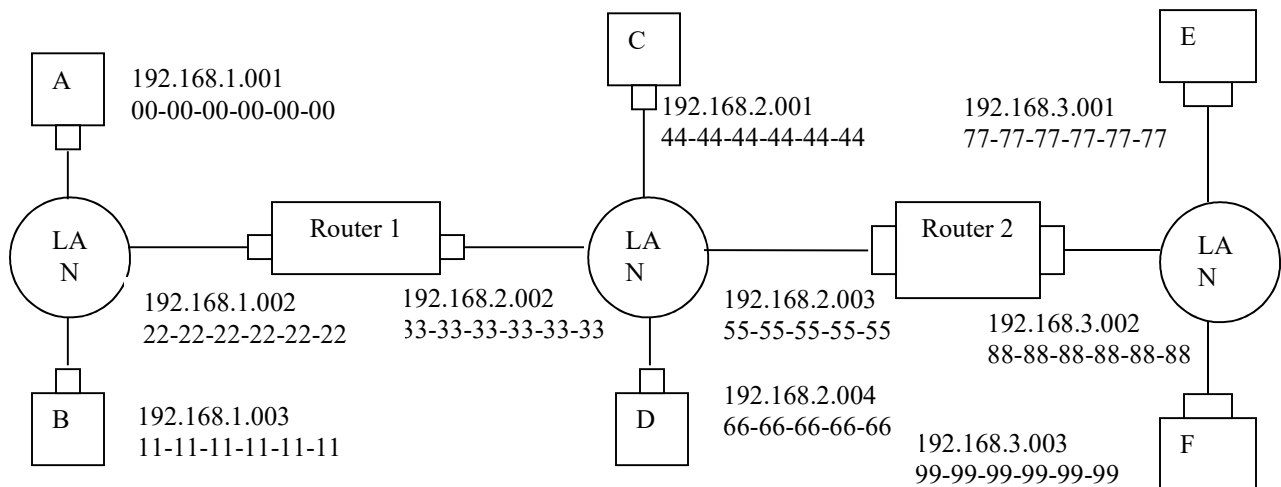 A
192.168.1.001
00-00-00-00-00-00
C
192.168.2.001
44-44-44-44-44-44
E
192.168.3.001
77-77-77-77-77-77
LA
N
Router 1
LA
N
Router 2
LA
N
192.168.1.002
22-22-22-22-22-22
192.168.2.002
33-33-33-33-33-33
192.168.2.003
55-55-55-55-55
192.168.3.002
88-88-88-88-88-88
B
192.168.1.003
11-11-11-11-11-11
D
192.168.2.004
66-66-66-66-66
192.168.3.003
99-99-99-99-99-99
F